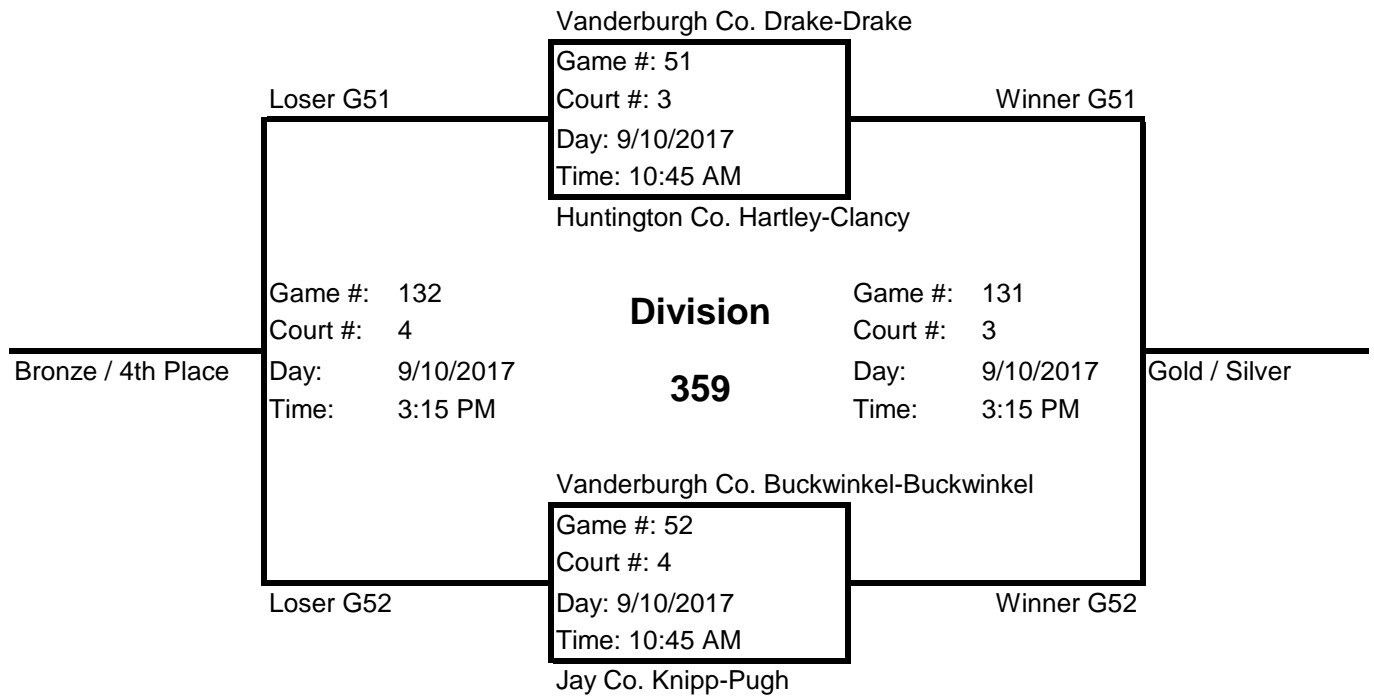 Vanderburgh Co. Drake-Drake
Game #: 51
Loser G51
Court #: 3
Winner G51
Day: 9/10/2017
Time: 10:45 AM
Huntington Co. Hartley-Clancy
Game #: 132
Court #: 4
Bronze / 4th Place
Day: 9/10/2017
Time: 3:15 PM
Division
359
Game #: 131
Court #: 3
Day: 9/10/2017
Time: 3:15 PM
Gold / Silver
Vanderburgh Co. Buckwinkel-Buckwinkel
Game #: 52
Court #: 4
Loser G52
Day: 9/10/2017
Winner G52
Time: 10:45 AM
Jay Co. Knipp-Pugh